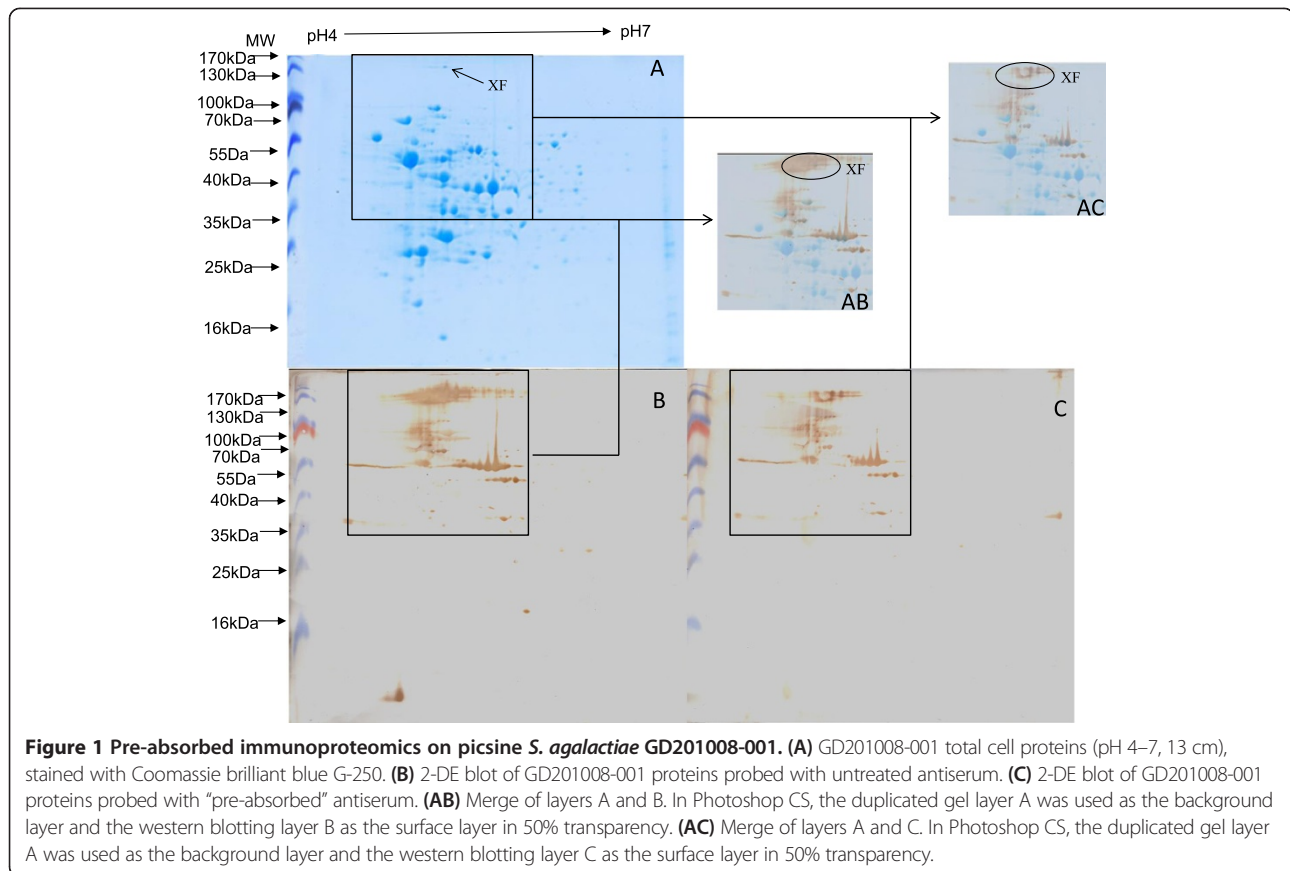 pH4 pH7
MW
170kDa
A
130kDa
XF
XF
100kDa
70kDa
55Da
XF
40kDa
AC
35kDa
25kDa
AB
16kDa
170kDa
B
C
130kDa
100kDa
70kDa
55Da
40kDa
35kDa
25kDa
16kDa
Figure 1 Pre-absorbed immunoproteomics on picsine S. agalactiae GD201008-001. (A) GD201008-001 total cell proteins (pH 4–7, 13 cm),
stained with Coomassie brilliant blue G-250. (B) 2-DE blot of GD201008-001 proteins probed with untreated antiserum. (C) 2-DE blot of GD201008-001
proteins probed with “pre-absorbed” antiserum. (AB) Merge of layers A and B. In Photoshop CS, the duplicated gel layer A was used as the background
layer and the western blotting layer B as the surface layer in 50% transparency. (AC) Merge of layers A and C. In Photoshop CS, the duplicated gel layer
A was used as the background layer and the western blotting layer C as the surface layer in 50% transparency.